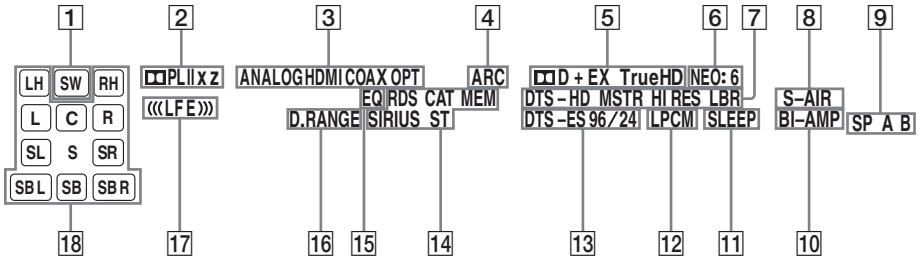 1 2 3 4 5 6 7 8 9
LH SW RH
L C R
SL S SR
SBL SB SBR
PLII x z
(((LFE)))
ANALOG HDMI COAX OPT ARC
EQ RDS CAT MEM
D.RANGE SIRIUS ST
D + EX TrueHD NEO: 6
DTS-HD MSTR HI RES LBR
DTS-ES 96/24 LPCM SLEEP
S-AIR
BI-AMP SP A B
18 17 16 15 14 13 12 11 10